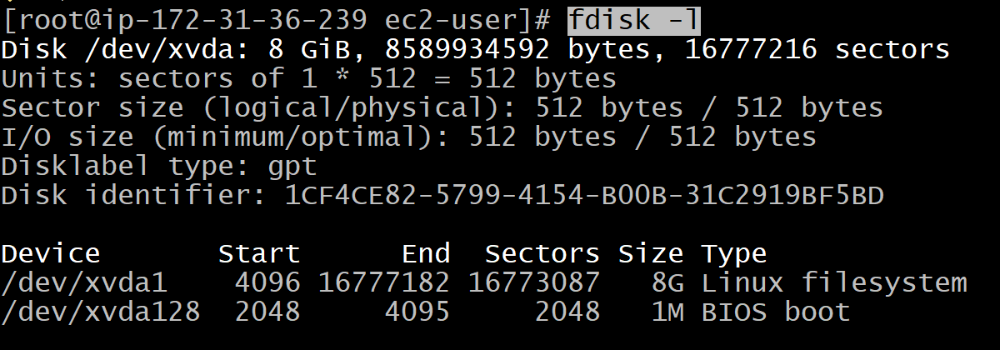 [root@ip-172-31-36-239 ec2-user]# fdisk -l
Disk /dev/xvda: 8 GiB, 8589934592 bytes, 16777216 sectors
Units: sectors of 1 * 512 = 512 bytes
Sector size (logical/physical): 512 bytes / 512 bytes
I/O size (minimum/optimal): 512 bytes / 512 bytes
Disklabel type: gpt
Disk identifier: 1CF4CE82-5799-4154-B00B-31C2919BF5BD
Device Start End Sectors Size Type
/dev/xvda1 4096 16777182 16773087 8G Linux filesystem
/dev/xvda128 2048 4095 2048 1M BIOS boot